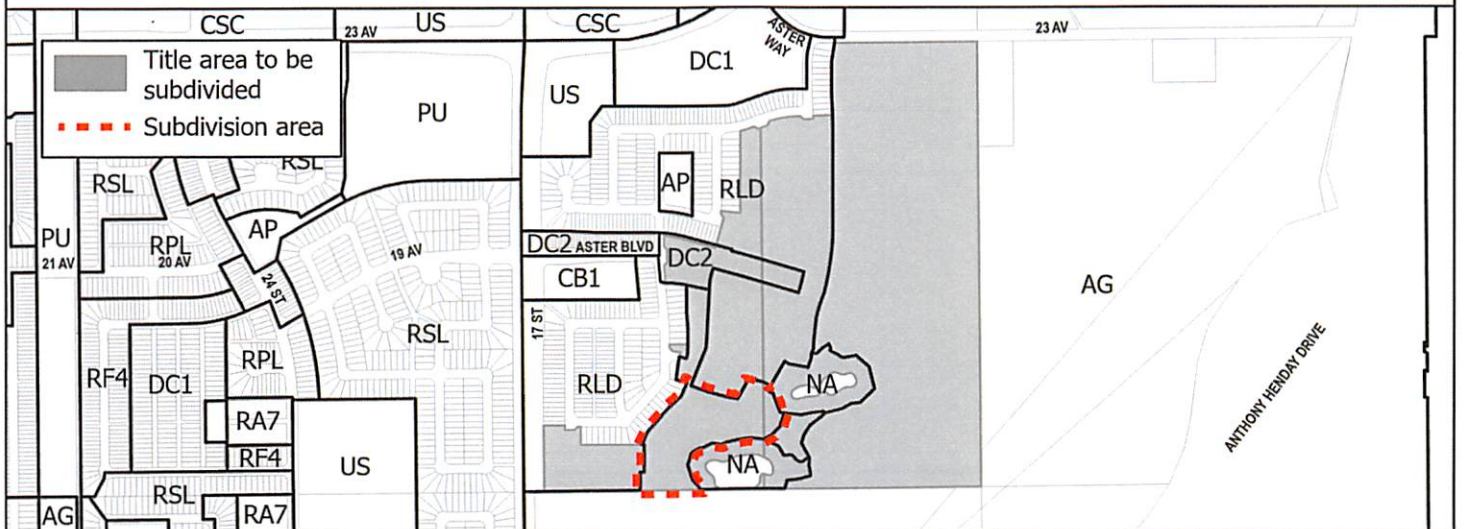 CSC
23 AV
US
CSC
ASTER
WAY
23 AV
Title area to be
subdivided
Subdivision area
DC1
US
PU
RSL
RSL
AP
RLD
PU
21 AV
RPL
20 AV
AP
19 AV
DC2 ASTER BLVD
DC2
24 ST
CB1
AG
17 ST
RSL
RPL
RF4
DC1
RLD
NA
ANTHONY HENDAY DRIVE
RA7
RF4
US
NA
RSL
AG
RA7